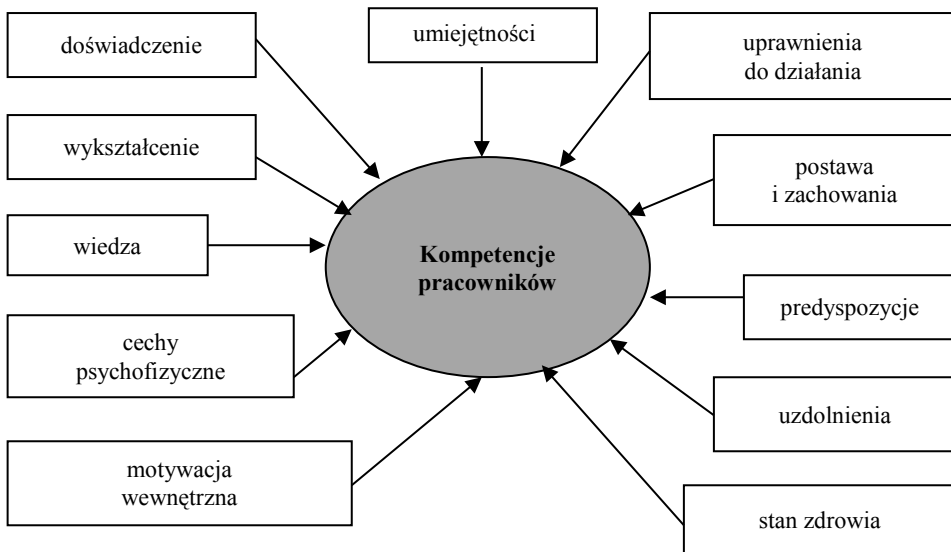 doświadczenie
umiejętności
uprawnienia
do działania
wykształcenie
postawa
i zachowania
wiedza
Kompetencje
pracowników
predyspozycje
cechy
psychofizyczne
uzdolnienia
motywacja
wewnętrzna
stan zdrowia